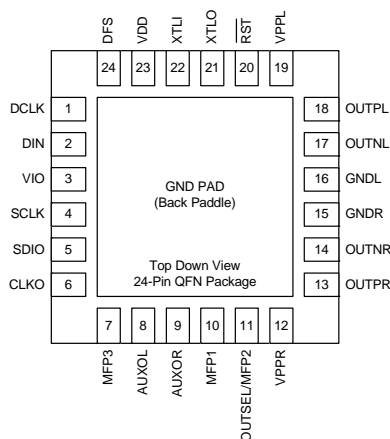 DFS
VDD
XTLI
XTLO
RST
VPPL
24
23
22
21
20
19
DCLK 1
DIN 2
VIO 3
SCLK 4
SDIO 5
CLKO 6
GND PAD
(Back Paddle)
Top Down View
24-Pin QFN Package
18 OUTPL
17 OUTNL
16 GNDL
15 GNDR
14 OUTNR
13 OUTPR
7
8
9
10
11
12
MFP3
AUXOL
AUXOR
MFP1
OUTSEL/MFP2
VPPR